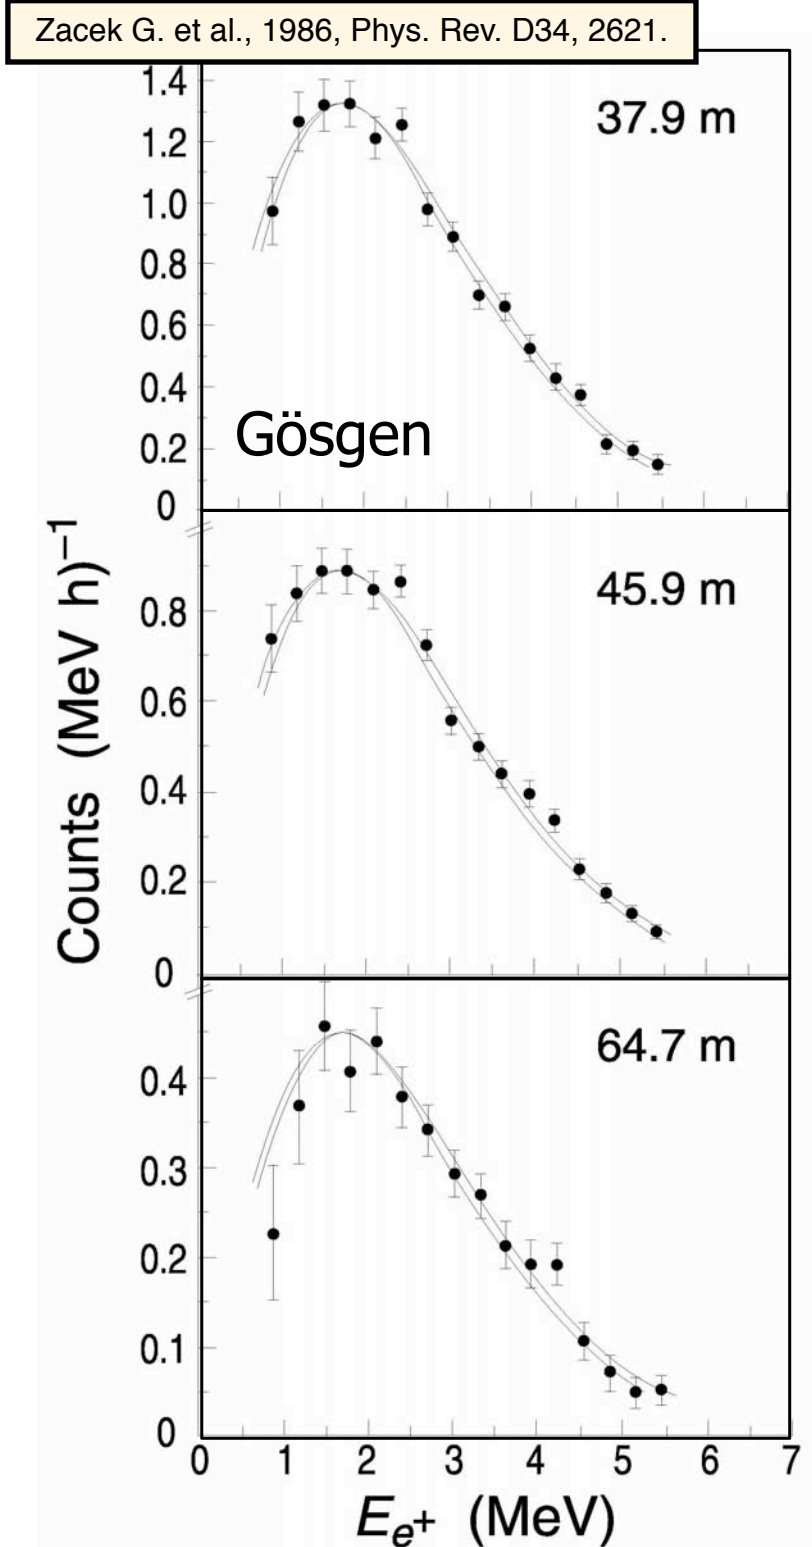 Zacek G. et al., 1986, Phys. Rev. D34, 2621.
1.4
37.9 m
1.2
1.0
0.8
0.6
0.4
Gösgen
0.2
0
Counts (MeV h)⁻¹
45.9 m
0.8
0.6
0.4
0.2
0
64.7 m
0.4
0.3
0.2
0.1
0
0 1 2 3 4 5 6 7
Eₑ+ (MeV)